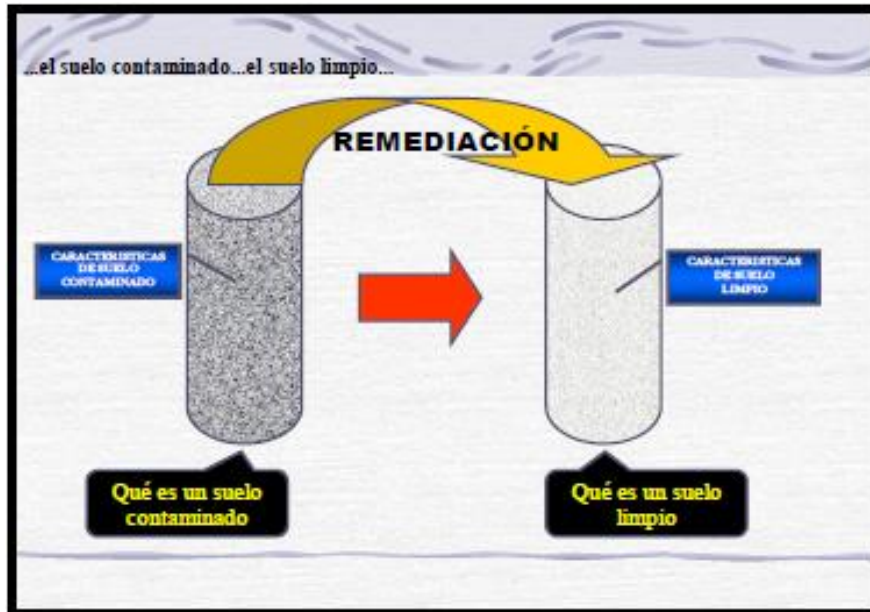 ...el suelo contaminado...el suelo limpio...
REMEDIACIÓN
CARACTERISTICAS
DE SUELO
CONTAMINADO
CARACTERISTICAS
DE SUELO
LIMPIO
Qué es un suelo
contaminado
Qué es un suelo
limpio